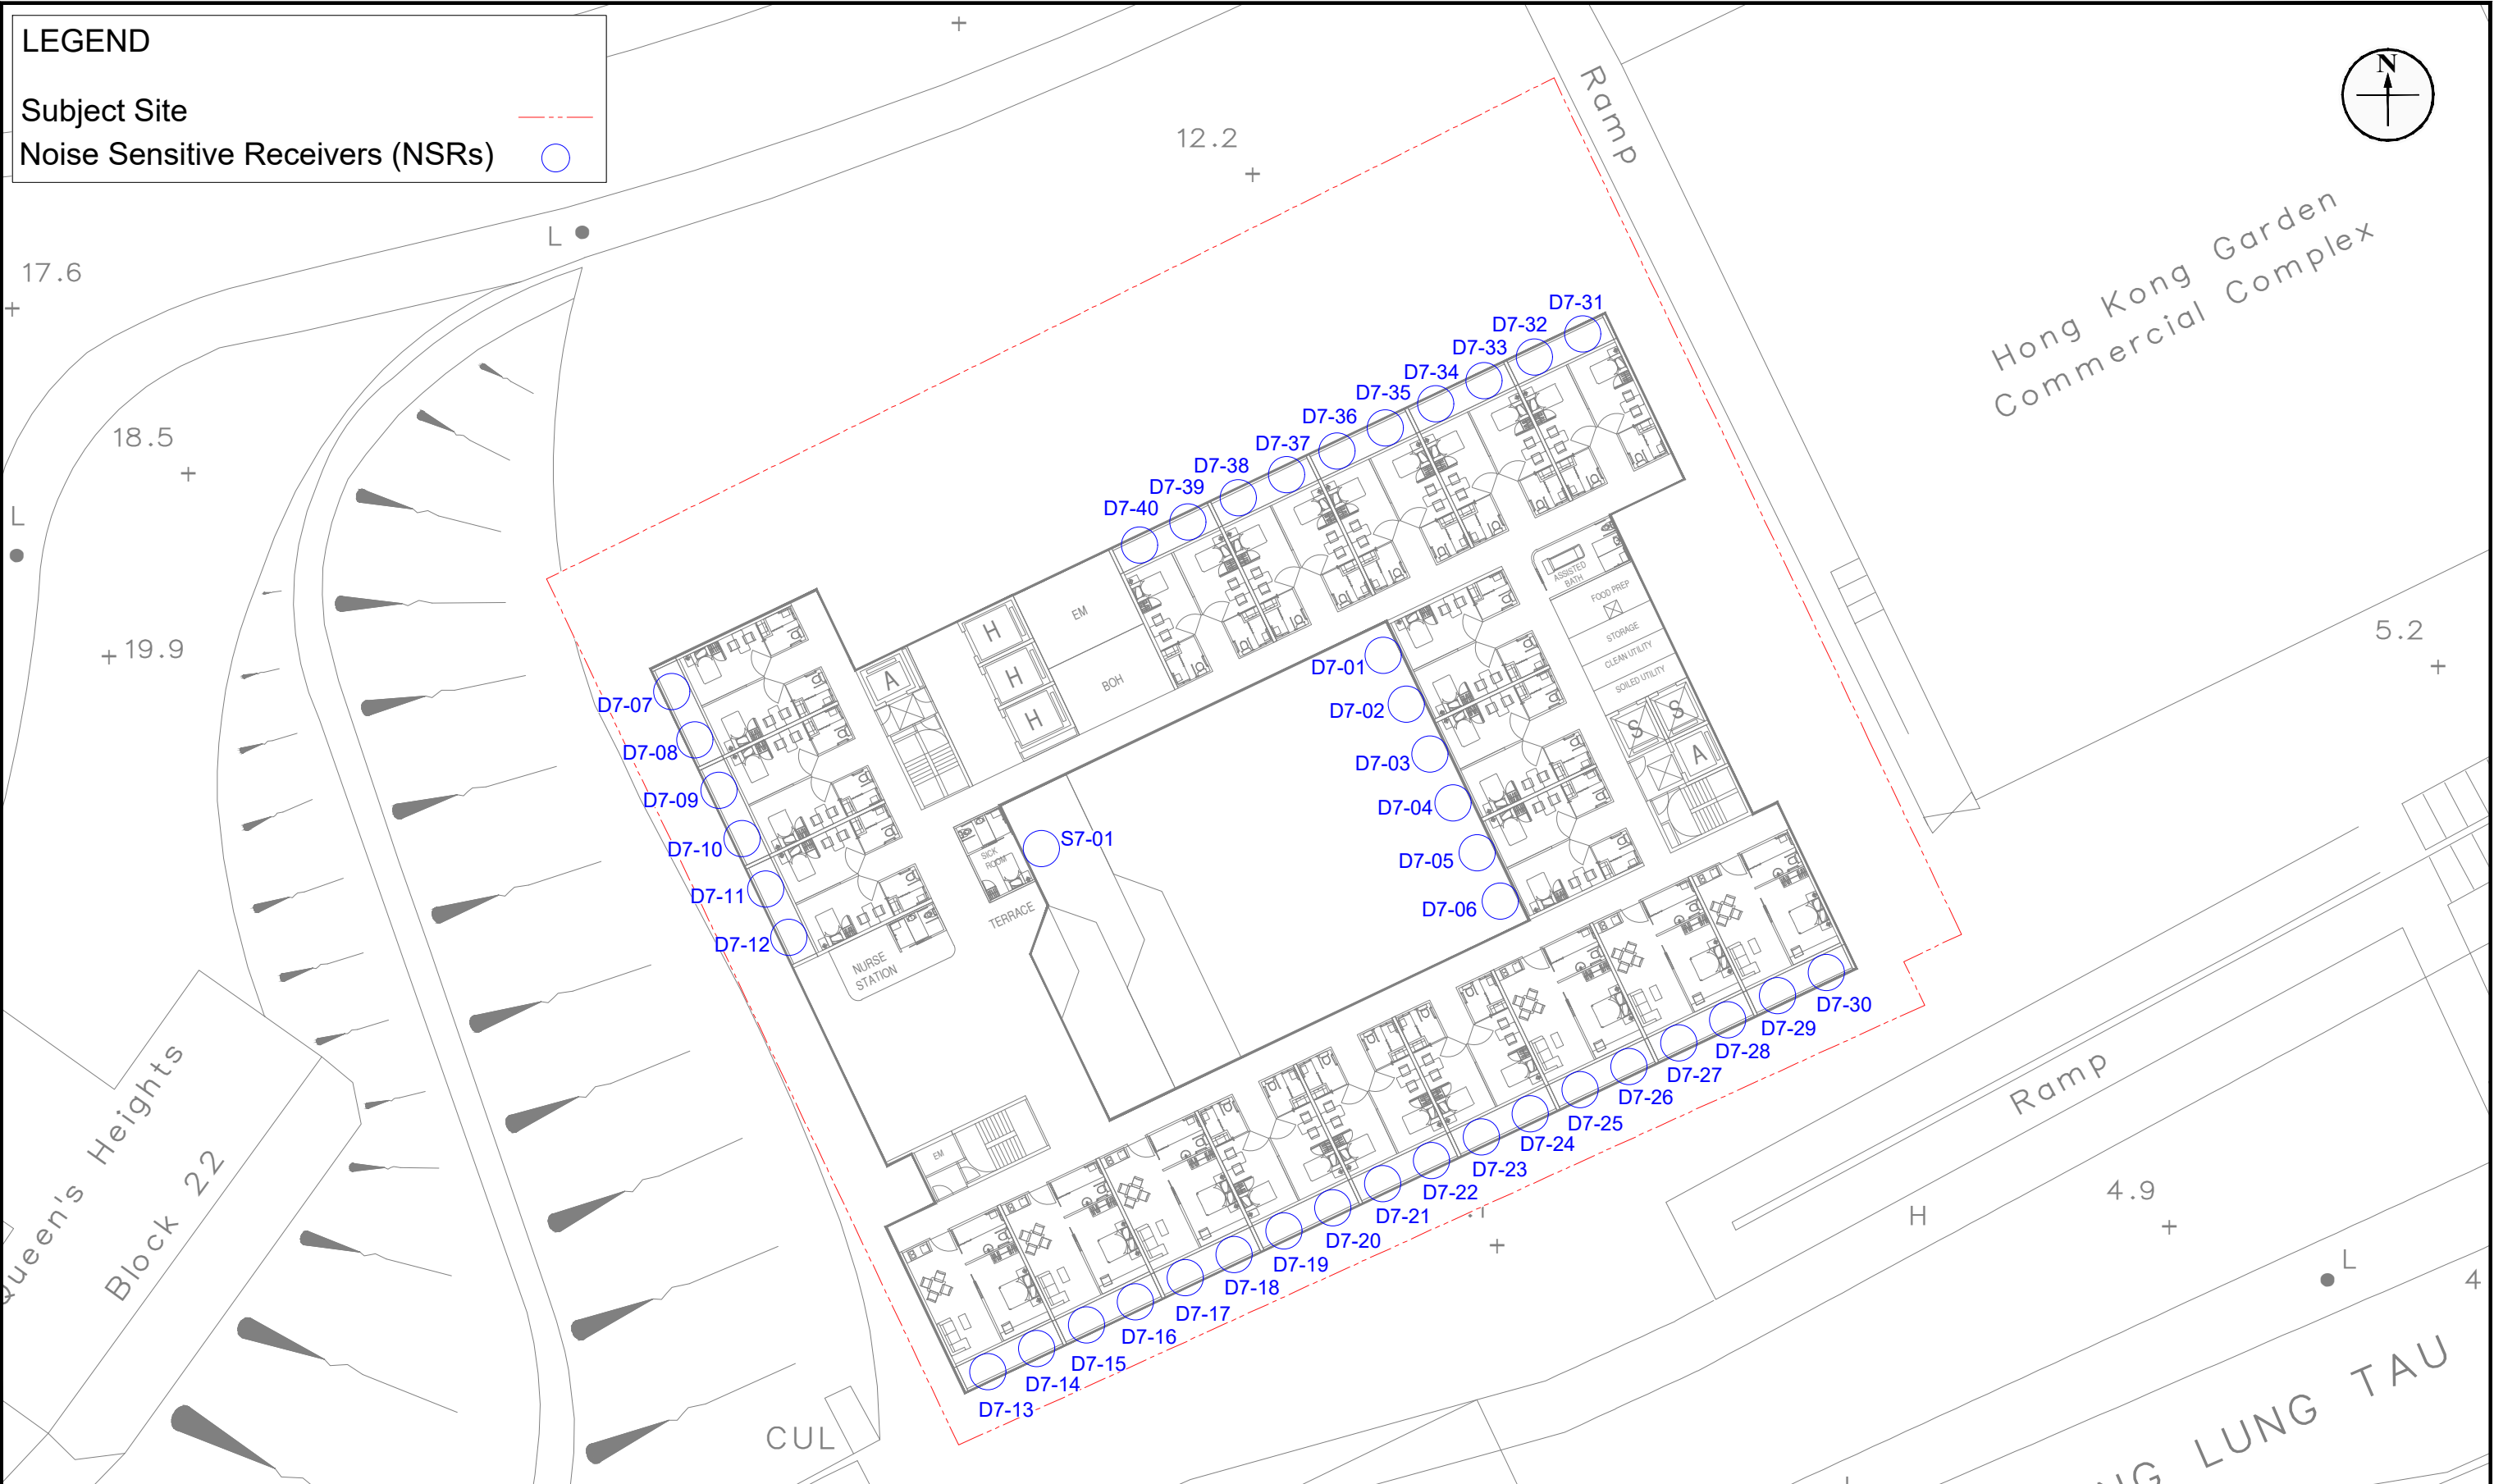 LEGEND
Subject Site
Noise Sensitive Receivers (NSRs)
N
Ramp
12.2
Hong Kong Garden
Commercial Complex
L
17.6
18.5
L
19.9
5.2
D7-31
D7-32
D7-33
D7-34
D7-35
D7-36
D7-37
D7-38
D7-39
D7-40
ASSISTED
BATH
FOOD PREP
STORAGE
CLEAN UTILITY
SOILED UTILITY
S
S
A
EM
BOH
H
H
H
A
D7-01
D7-02
D7-03
D7-04
D7-05
D7-06
D7-07
D7-08
D7-09
D7-10
D7-11
D7-12
S7-01
SICK
ROOM
TERRACE
NURSE
STATION
EM
D7-30
D7-29
D7-28
D7-27
D7-26
D7-25
D7-24
D7-23
D7-22
D7-21
D7-20
D7-19
D7-18
D7-17
D7-16
D7-15
D7-14
D7-13
Queen's Heights
Block 22
CUL
Ramp
H
4.9
L
4
LUNG TAU